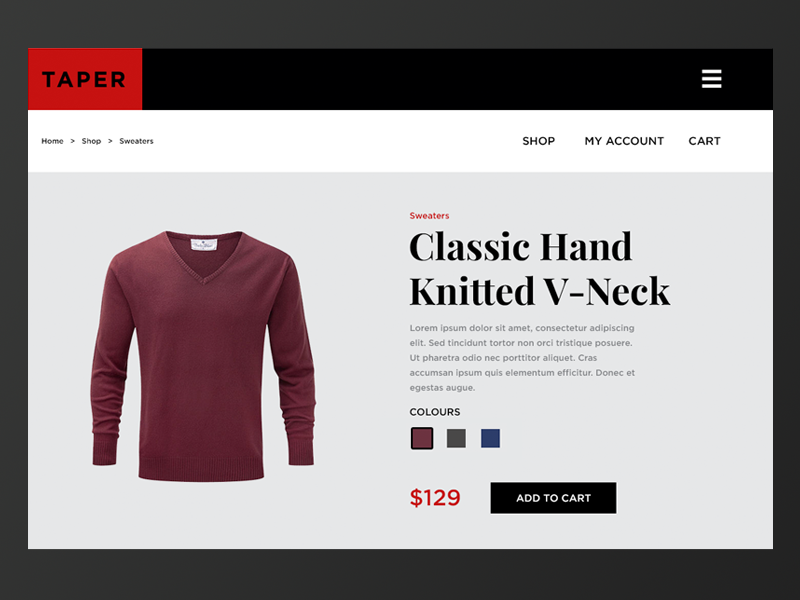 TAPER
Home > Shop > Sweaters
SHOP MY ACCOUNT CART
Sweaters
Classic Hand
Knitted V-Neck
Lorem ipsum dolor sit amet, consectetur adipiscing
elit. Sed tincidunt tortor non orci tristique posuere.
Ut pharetra odio nec porttitor aliquet. Cras
accumsan ipsum quis elementum efficitur. Donec et
egestas augue.
COLOURS
$129 ADD TO CART